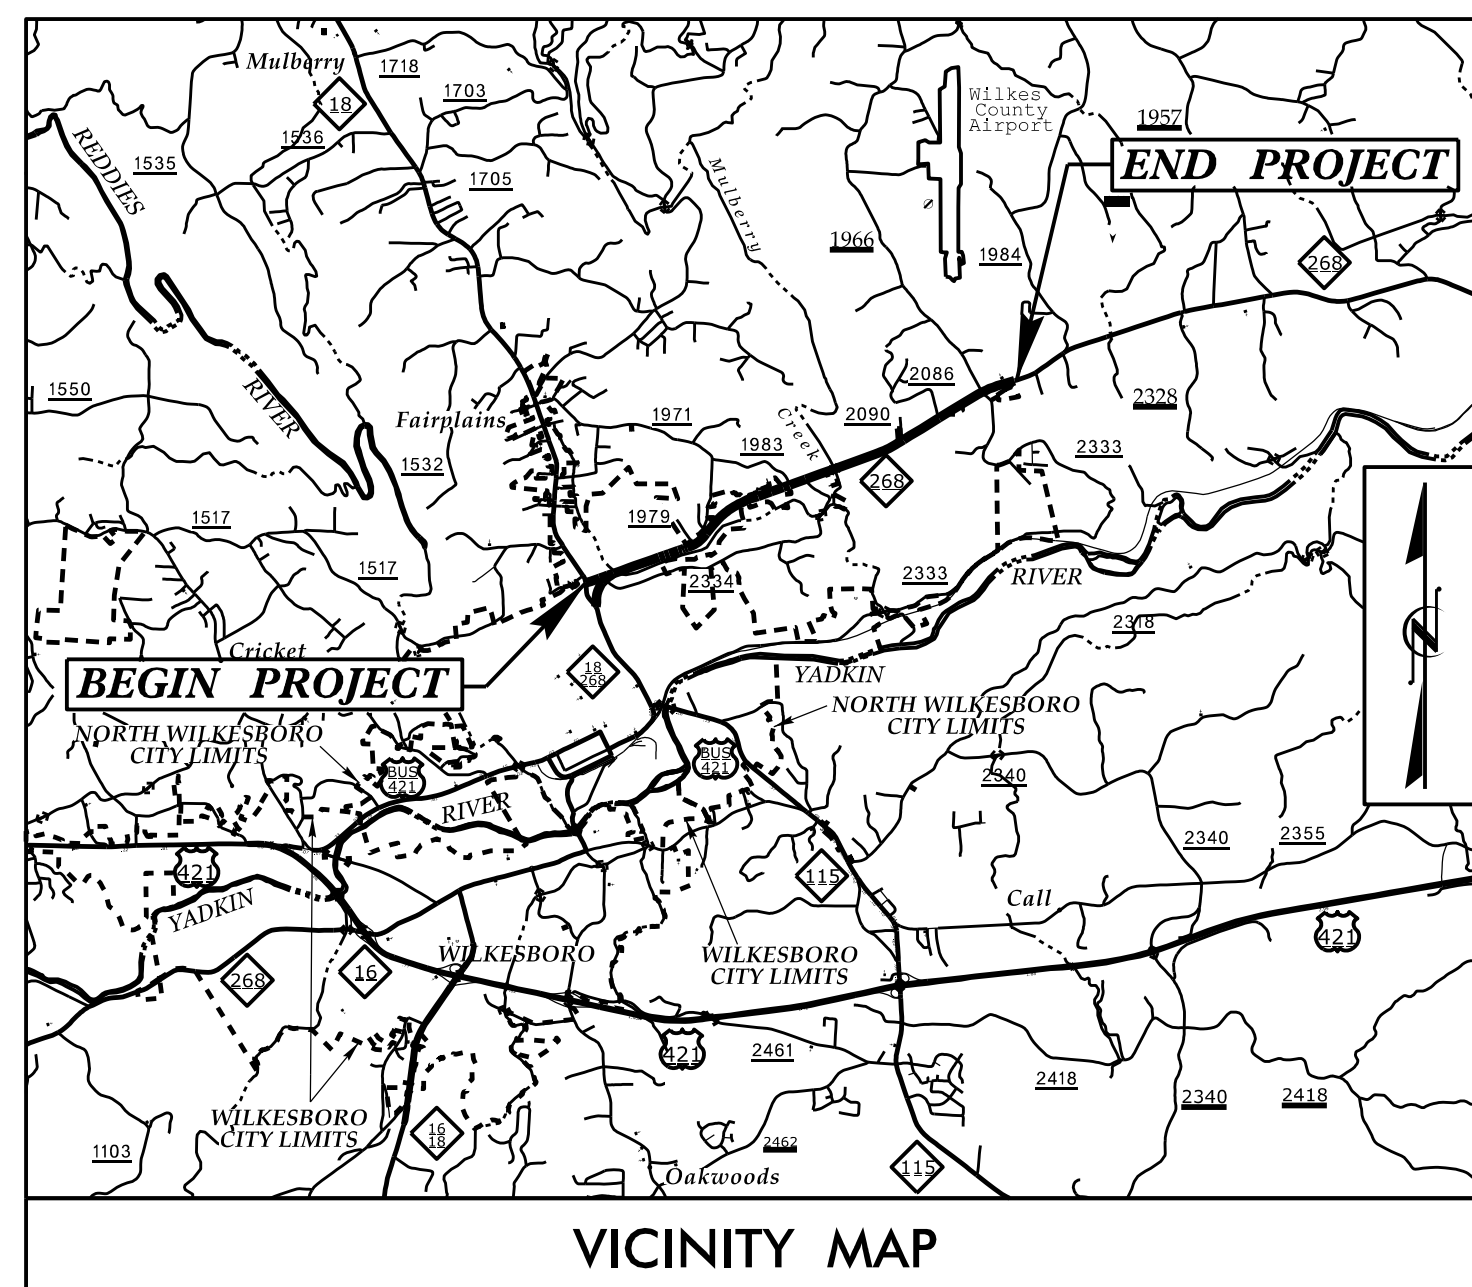 Mulberry
1718
1703
18
1536
Wilkes
County
Airport
1957
REDDIES
1535
1705
Mulberry
END PROJECT
1966
1984
268
1550
RIVER
Fairplains
1971
Creek
2086
2090
2328
1983
2333
1532
268
1517
1979
1517
2334
2333
RIVER
2318
Cricket
BEGIN PROJECT
18
268
YADKIN
NORTH WILKESBORO
CITY LIMITS
NORTH WILKESBORO
CITY LIMITS
BUS
421
BUS
421
2340
RIVER
2340
2355
421
115
YADKIN
Call
421
WILKESBORO
WILKESBORO
CITY LIMITS
268
16
421
2461
2418
2340
2418
WILKESBORO
CITY LIMITS
16
18
1103
2462
115
Oakwoods
N
VICINITY MAP